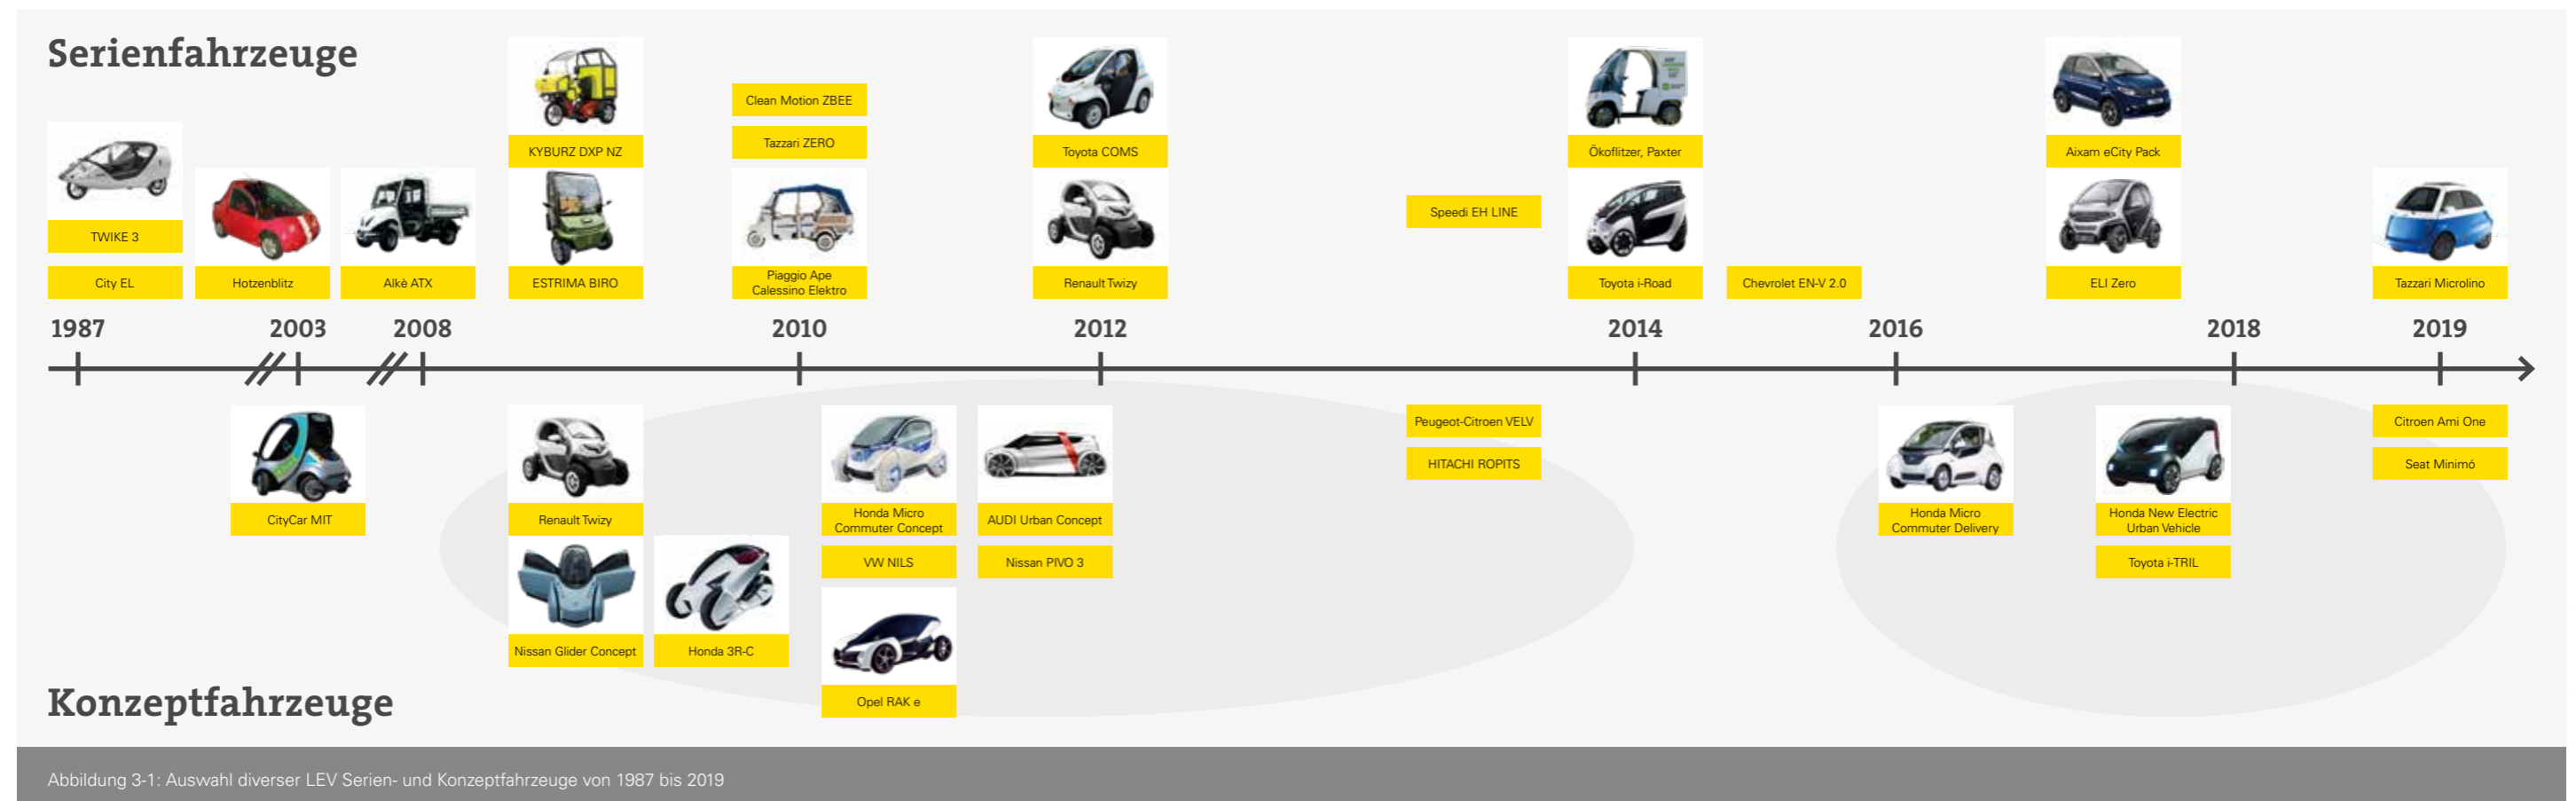 Serienfahrzeuge
TWIKE 3
City EL
Hotzenblitz
Alkè ATX
KYBURZ DXP NZ
ESTRIMA BIRO
Clean Motion ZBEE
Tazzari ZERO
Piaggio Ape
Calessino Elektro
Toyota COMS
Renault Twizy
Speedi EH LINE
Ökoflitzer, Paxter
Toyota i-Road
Chevrolet EN-V 2.0
Aixam eCity Pack
ELI Zero
Tazzari Microlino
1987
2003
2008
2010
2012
2014
2016
2018
2019
CityCar MIT
Renault Twizy
Nissan Glider Concept
Honda 3R-C
Honda Micro
Commuter Concept
VW NILS
Opel RAK e
AUDI Urban Concept
Nissan PIVO 3
Peugeot-Citroen VELV
HITACHI ROPITS
Honda Micro
Commuter Delivery
Honda New Electric
Urban Vehicle
Toyota i-TRIL
Citroen Ami One
Seat Minimó
Konzeptfahrzeuge
Abbildung 3-1: Auswahl diverser LEV Serien- und Konzeptfahrzeuge von 1987 bis 2019